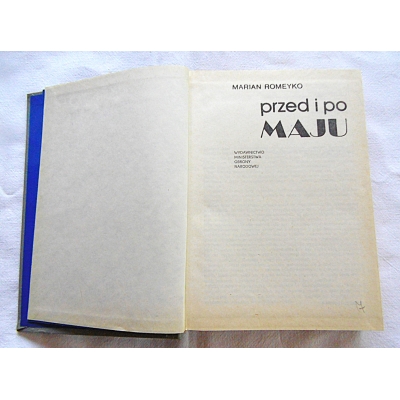 MARIAN ROMEYKO
przed i po
MAJU
WYDAWNICTWO
MINISTERSTWA
OBRONY
NARODOWEJ